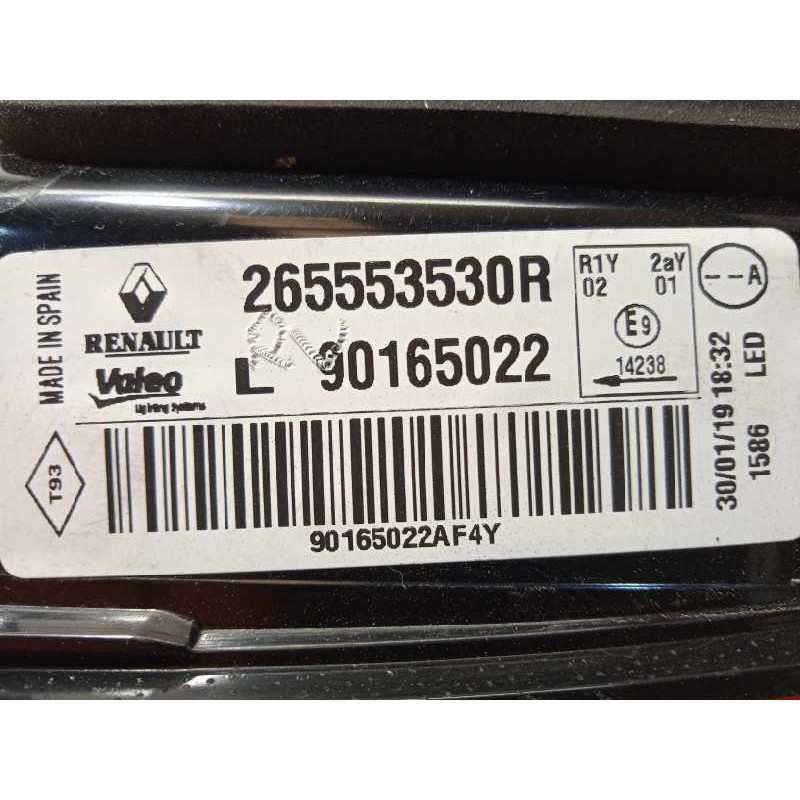 MADE IN SPAIN
T93
RENAULT
Valeo
Lighting Systems
265553530R
L 90165022
90165022AF4Y
R1Y 2aY
02 01
E9
14238
--A
30/01/19 18:32
1586 LED